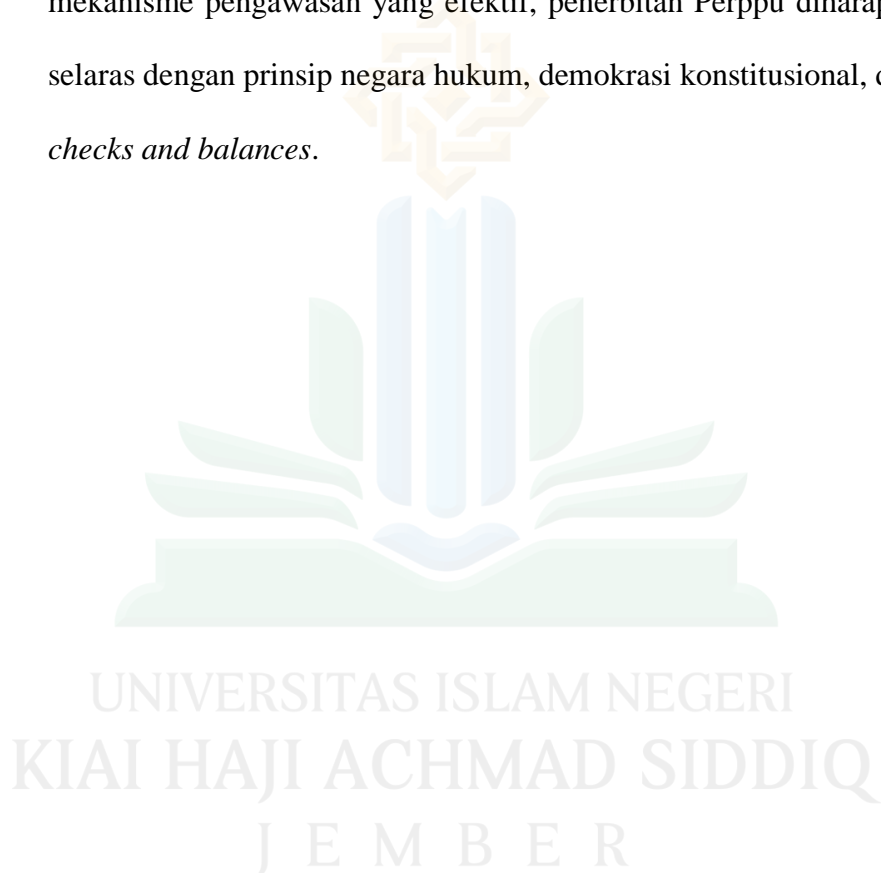 mekanisme pengawasan yang efektif, penerbitan Perppu
selaras dengan prinsip negara hukum, demokrasi konstitusional,
checks and balances.
UNIVERSITAS ISLAM NEGERI
KIAI HAJI ACHMAD SIDDIQ
JEMBER